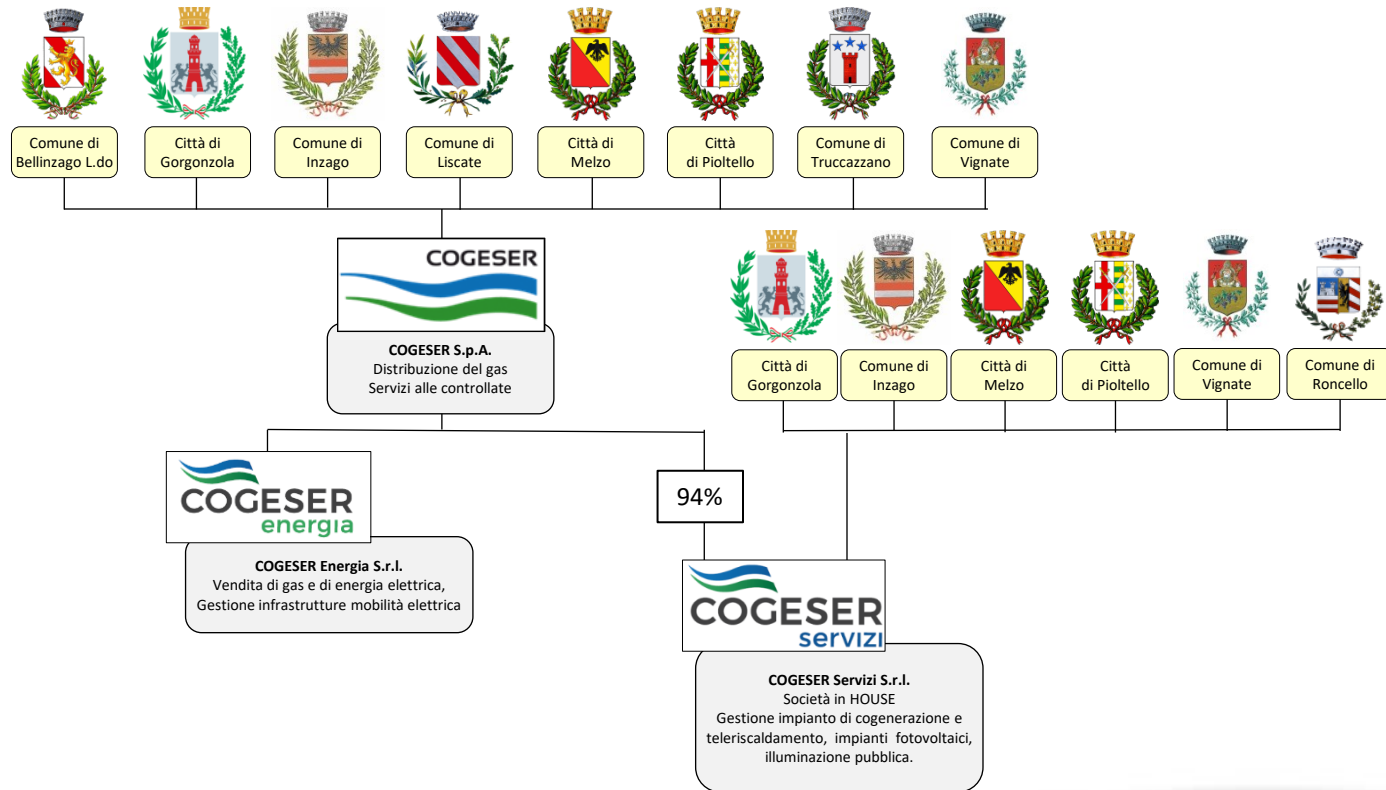 Comune di
Bellinzago L.do
Città di
Gorgonzola
Comune di
Inzago
Comune di
Liscate
Città di
Melzo
Città
di Pioltello
Comune di
Truccazzano
Comune di
Vignate
COGESER
COGESER S.p.A.
Distribuzione del gas
Servizi alle controllate
Città di
Gorgonzola
Comune di
Inzago
Città di
Melzo
Città
di Pioltello
Comune di
Vignate
Comune di
Roncello
COGESER
energia
94%
COGESER Energia S.r.l.
Vendita di gas e di energia elettrica,
Gestione infrastrutture mobilità elettrica
COGESER
servizi
COGESER Servizi S.r.l.
Società in HOUSE
Gestione impianto di cogenerazione e
teleriscaldamento, impianti fotovoltaici,
illuminazione pubblica.